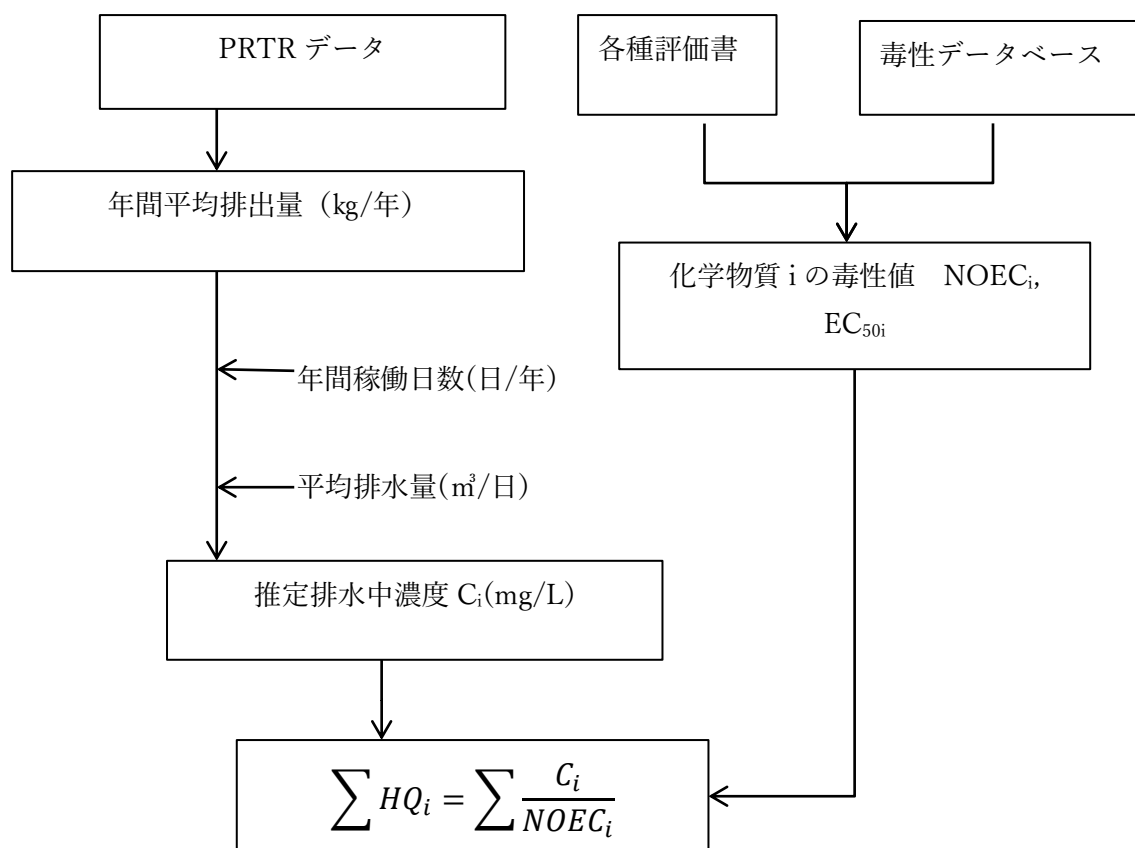 PRTR データ
各種評価書
毒性データベース
年間平均排出量（kg/年）
化学物質 i の毒性値　NOECᵢ,
EC₅₀ᵢ
年間稼働日数(日/年)
平均排水量(㎥/日)
推定排水中濃度 Cᵢ(mg/L)
∑ HQᵢ = ∑ Cᵢ/NOECᵢ